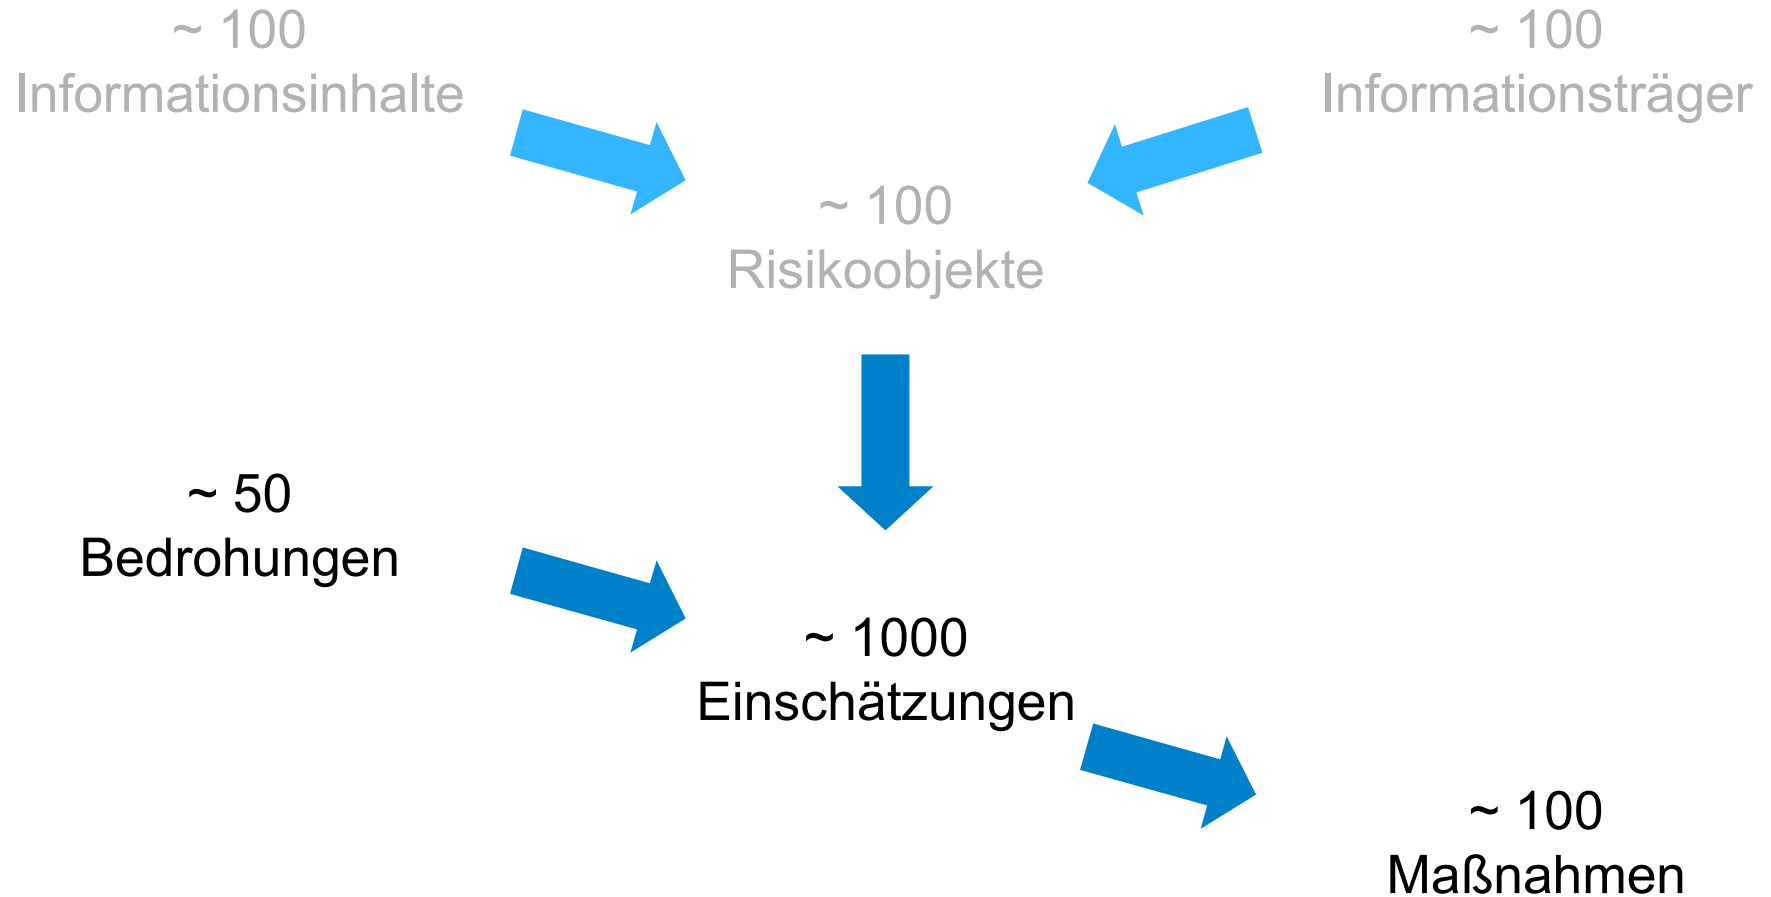 ~ 100
Informationsinhalte
~ 100
Informationsträger
~ 100
Risikoobjekte
~ 50
Bedrohungen
~ 1000
Einschätzungen
~ 100
Maßnahmen